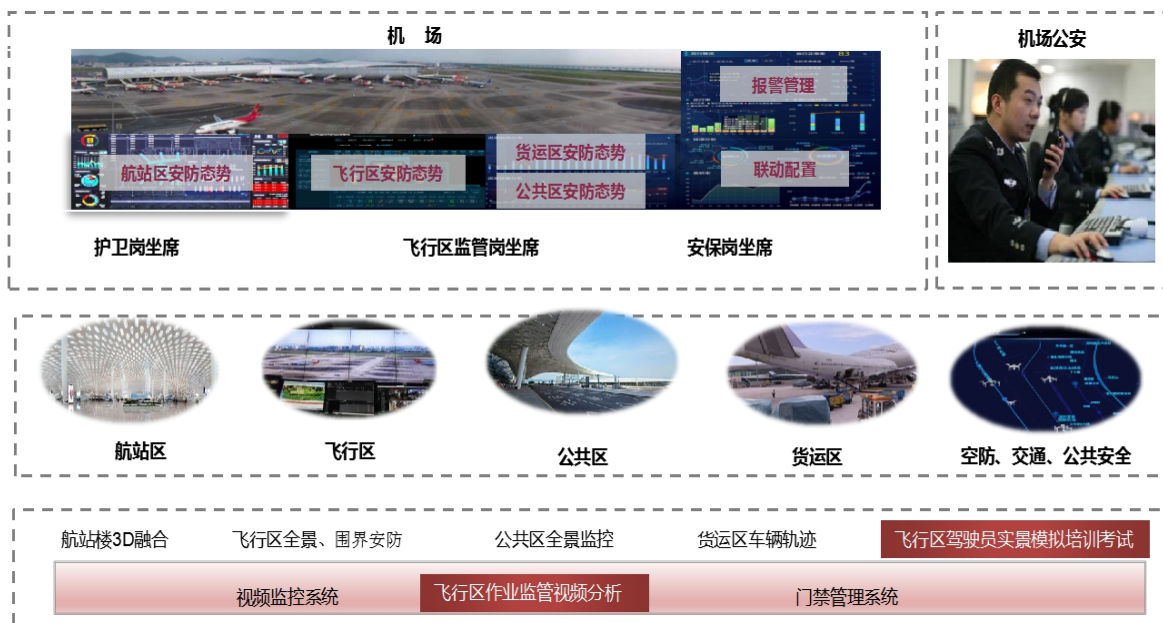 机 场
机场公安
报警管理
货运区安防态势
航站区安防态势
飞行区安防态势
联动配置
公共区安防态势
护卫岗坐席
飞行区监管岗坐席
安保岗坐席
航站区
飞行区
公共区
货运区
空防、交通、公共安全
航站楼3D融合
飞行区全景、围界安防
公共区全景监控
货运区车辆轨迹
飞行区驾驶员实景模拟培训考试
视频监控系统
飞行区作业监管视频分析
门禁管理系统